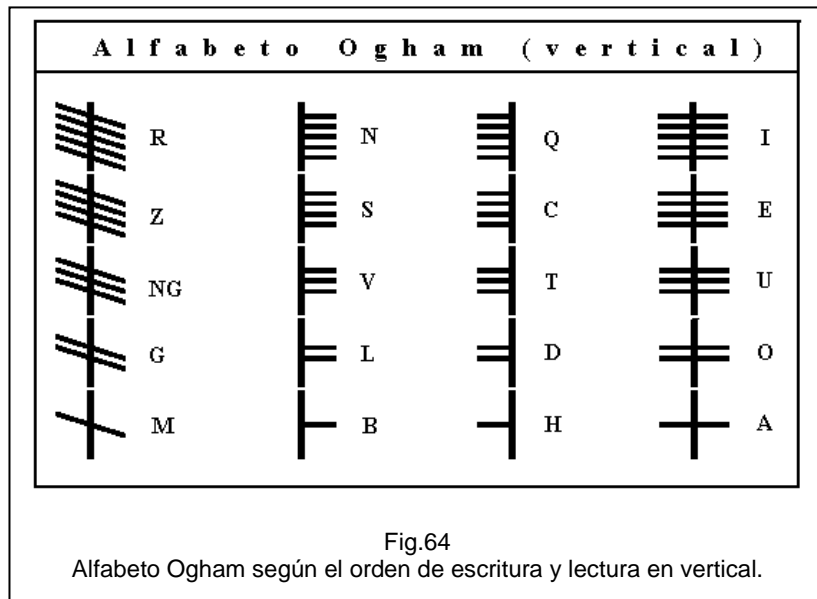 Alfabeto Ogham (vertical)
R N Q I
Z S C E
NG V T U
G L D O
M B H A
Fig.64
Alfabeto Ogham según el orden de escritura y lectura en vertical.